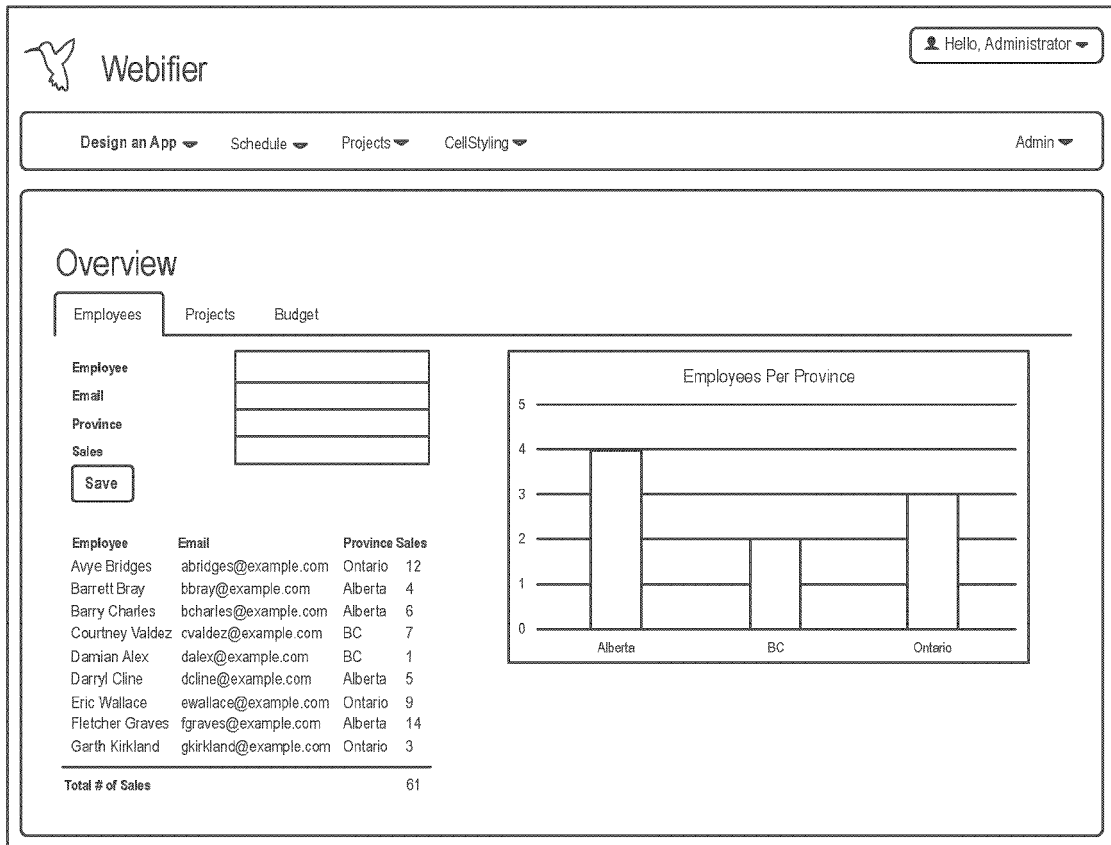 Hello, Administrator
Webifier
Design an App Schedule Projects CellStyling Admin
Overview
Employees Projects Budget
Employee
Email
Province
Sales
Save
Employee Email Province Sales
Avye Bridges abridges@example.com Ontario 12
Barrett Bray bbray@example.com Alberta 4
Barry Charles bcharles@example.com Alberta 6
Courtney Valdez cvaldez@example.com BC 7
Damian Alex dalex@example.com BC 1
Darryl Cline dcline@example.com Alberta 5
Eric Wallace ewallace@example.com Ontario 9
Fletcher Graves fgraves@example.com Alberta 14
Garth Kirkland gkirkland@example.com Ontario 3
Total # of Sales 61
Employees Per Province
5
4
3
2
1
0
Alberta BC Ontario